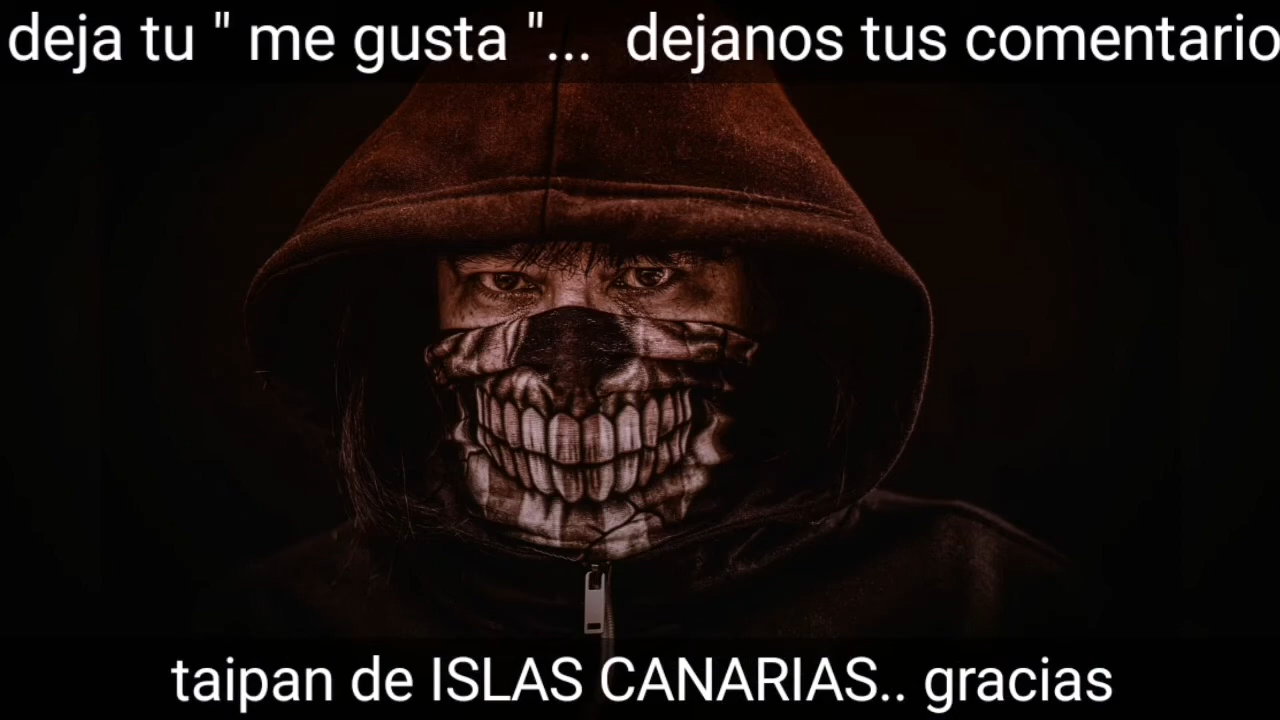 deja tu " me gusta "... dejanos tus comentario
taipan de ISLAS CANARIAS.. gracias